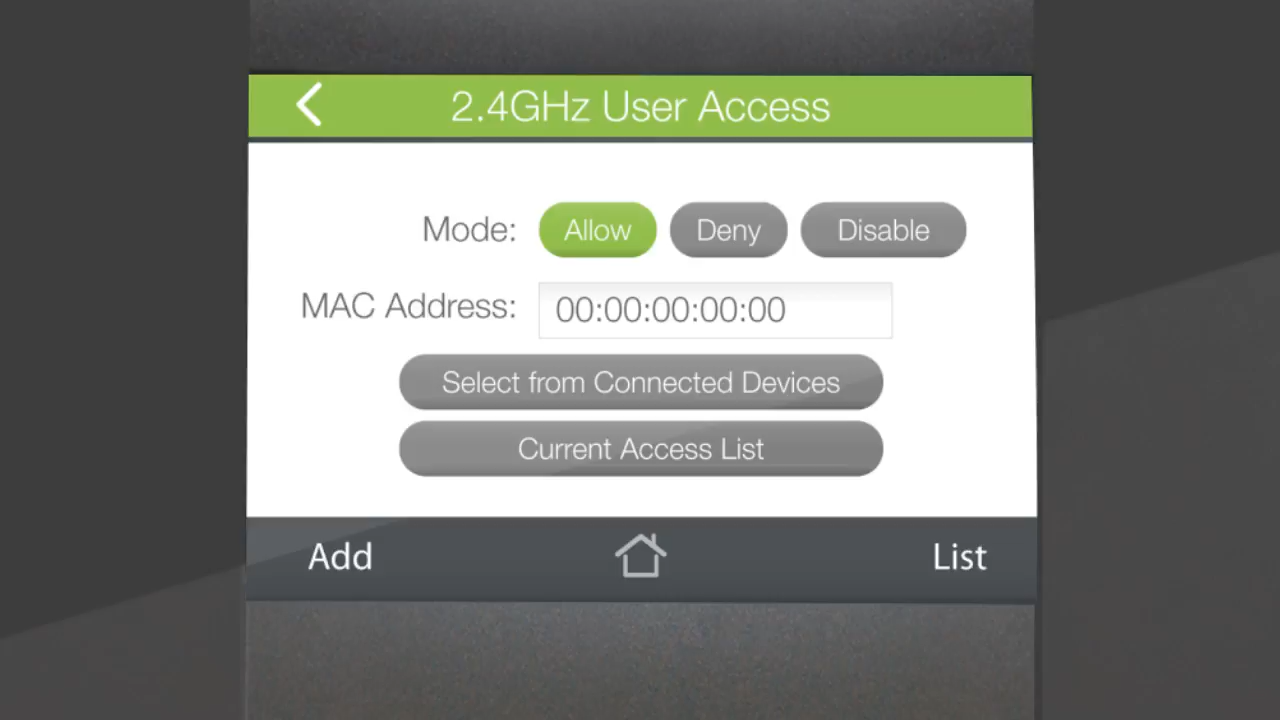 2.4GHz User Access
Mode: Allow Deny Disable
MAC Address: 00:00:00:00:00
Select from Connected Devices
Current Access List
Add List